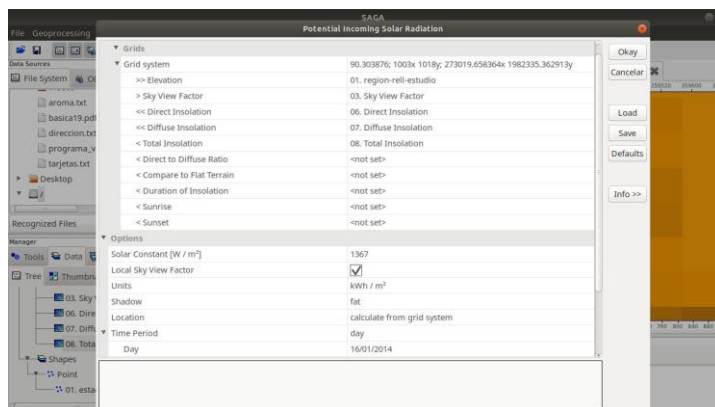 SAGA
Potential Incoming Solar Radiation
File Geoprocessing
Data Sources
File System
aroma.txt
basica19.pdf
direccion.txt
programa_v
tarjetas.txt
Desktop
/
Recognized Files
Manager
Tools Data
Tree Thumbna
03. Sky
06. Dire
07. Diffu
08. Tota
Shapes
Point
01. esta
Grids
Grid system 90.303876; 1003x 1018y; 273019.658364x 1982335.362913y
>> Elevation 01. region-rell-estudio
> Sky View Factor 03. Sky View Factor
<< Direct Insolation 06. Direct Insolation
<< Diffuse Insolation 07. Diffuse Insolation
< Total Insolation 08. Total Insolation
< Direct to Diffuse Ratio <not set>
< Compare to Flat Terrain <not set>
< Duration of Insolation <not set>
< Sunrise <not set>
< Sunset <not set>
Options
Solar Constant [W / m²] 1367
Local Sky View Factor
Units kWh / m²
Shadow fat
Location calculate from grid system
Time Period day
Day 16/01/2014
Okay
Cancelar
Load
Save
Defaults
Info >>